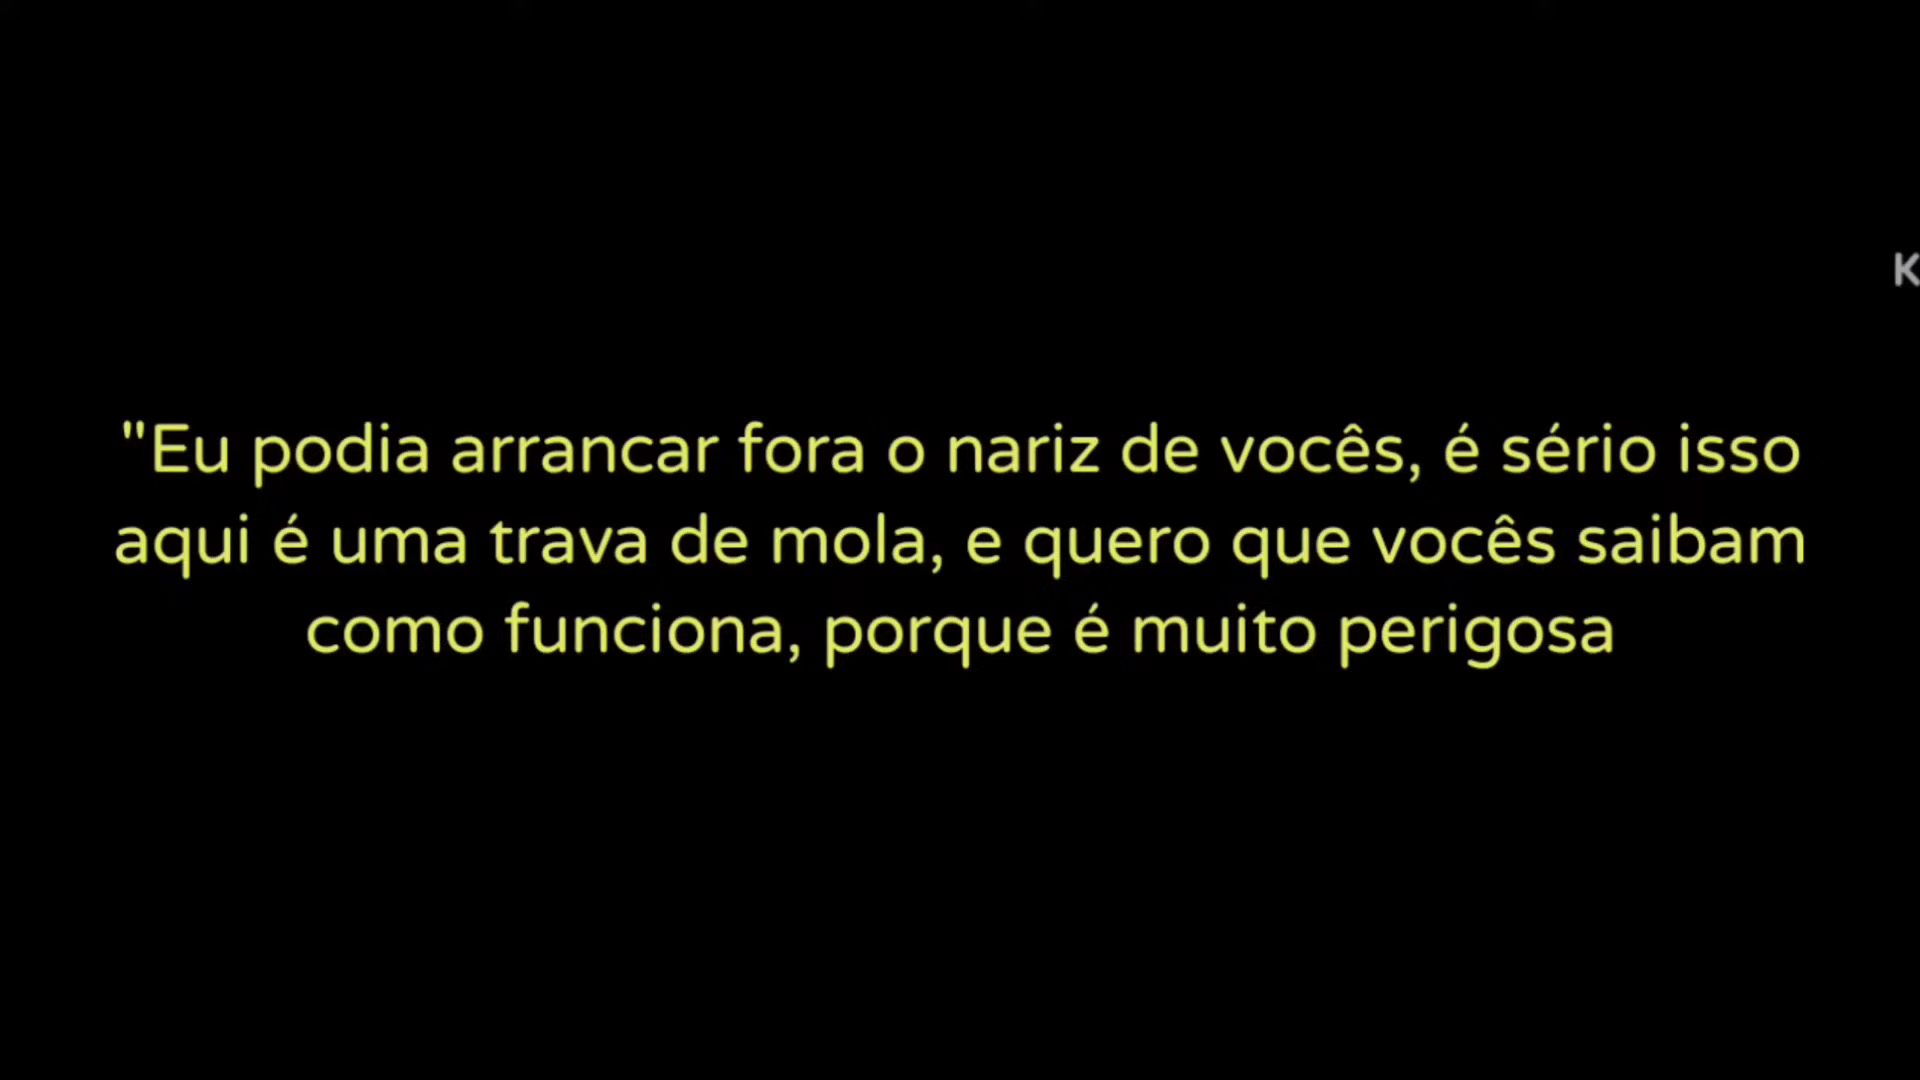 K
"Eu podia arrancar fora o nariz de vocês, é sério isso
aqui é uma trava de mola, e quero que vocês saibam
como funciona, porque é muito perigosa